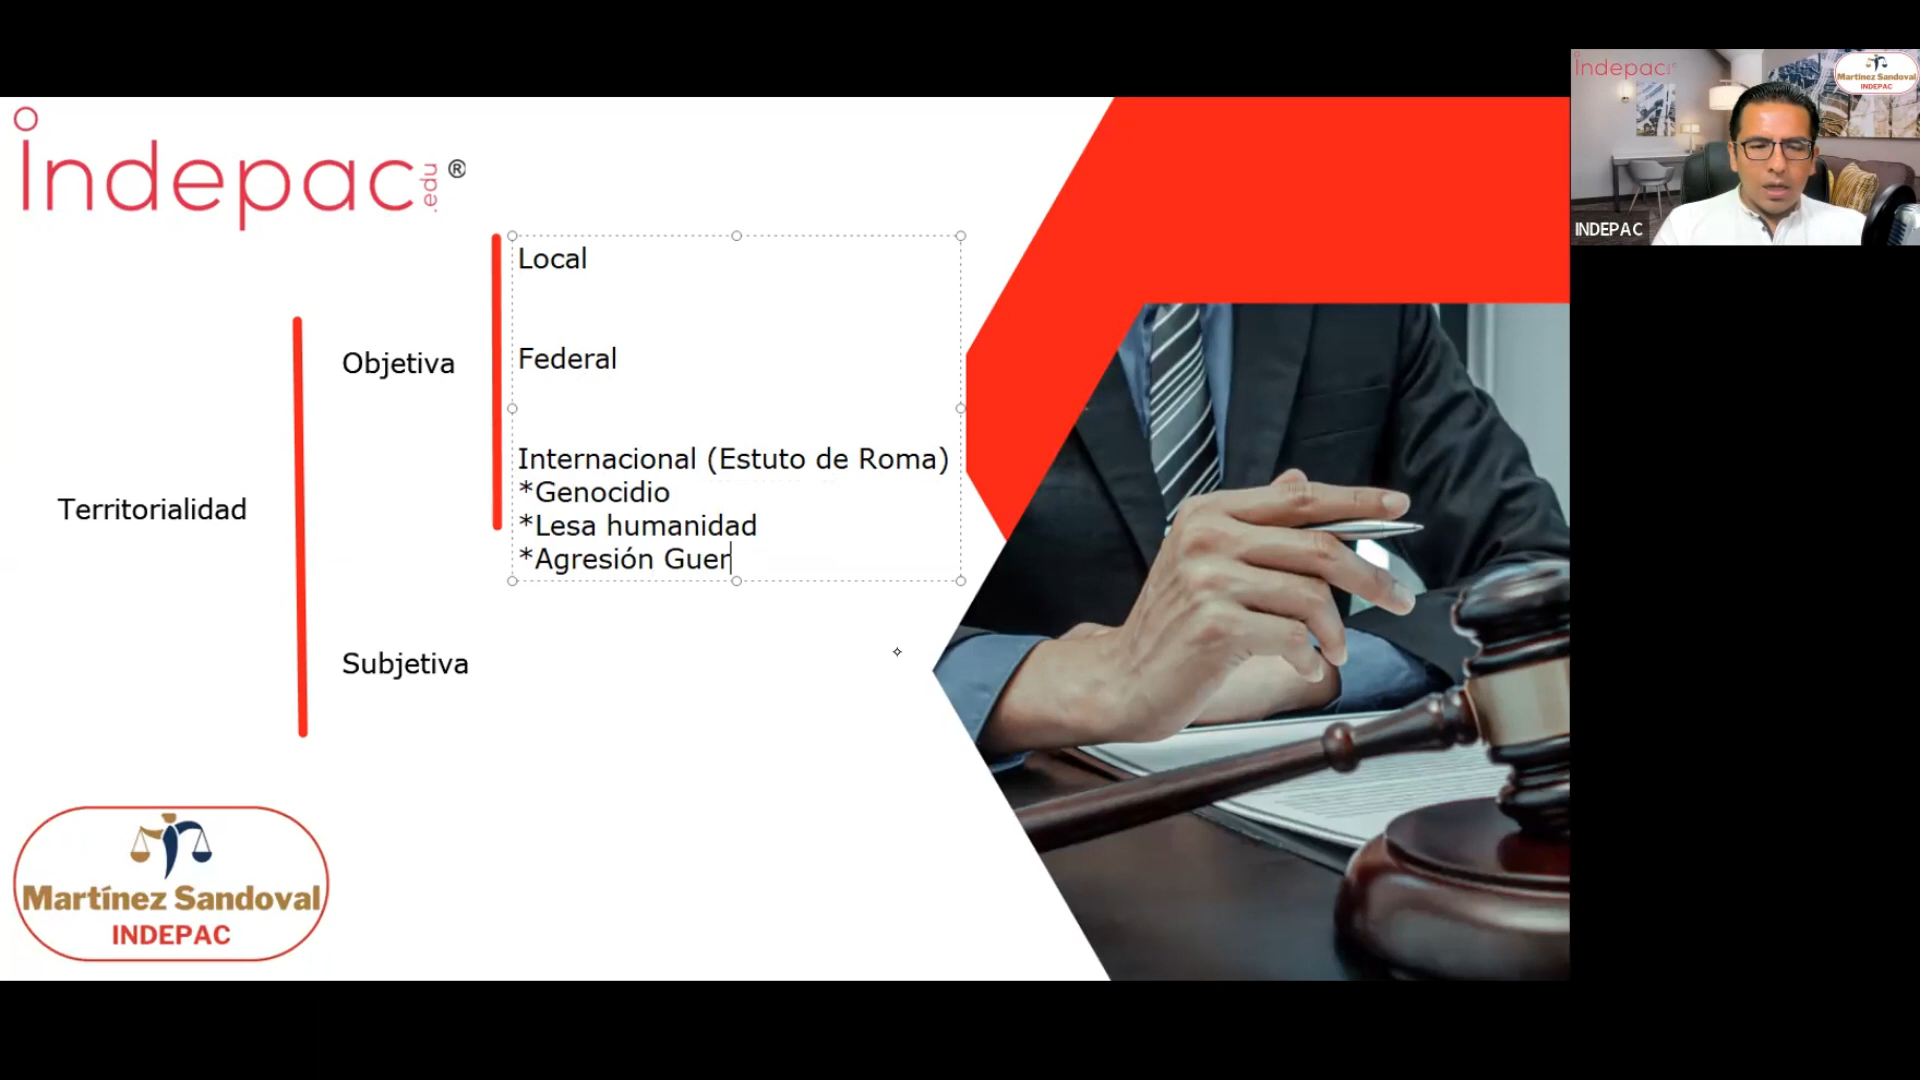 Indepac.edu®
Local
Federal
Objetiva
Internacional (Estuto de Roma)
*Genocidio
*Lesa humanidad
*Agresión Guer
Territorialidad
Subjetiva
Martínez Sandoval
INDEPAC
Indepac
Martínez Sandoval
INDEPAC
INDEPAC